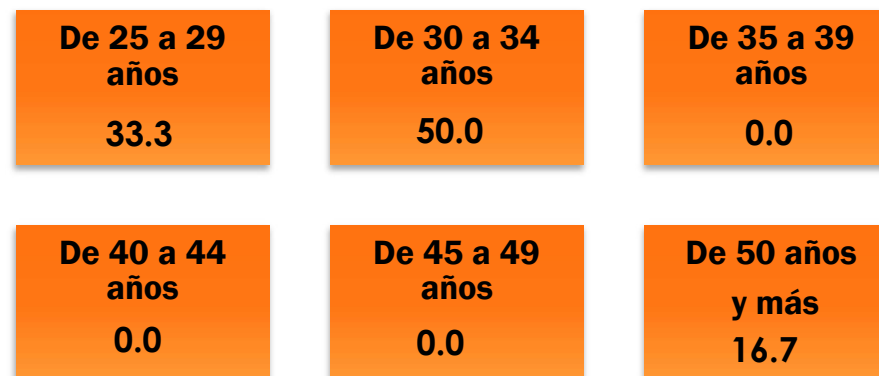 De 25 a 29
años
33.3
De 30 a 34
años
50.0
De 35 a 39
años
0.0
De 40 a 44
años
0.0
De 45 a 49
años
0.0
De 50 años
y más
16.7